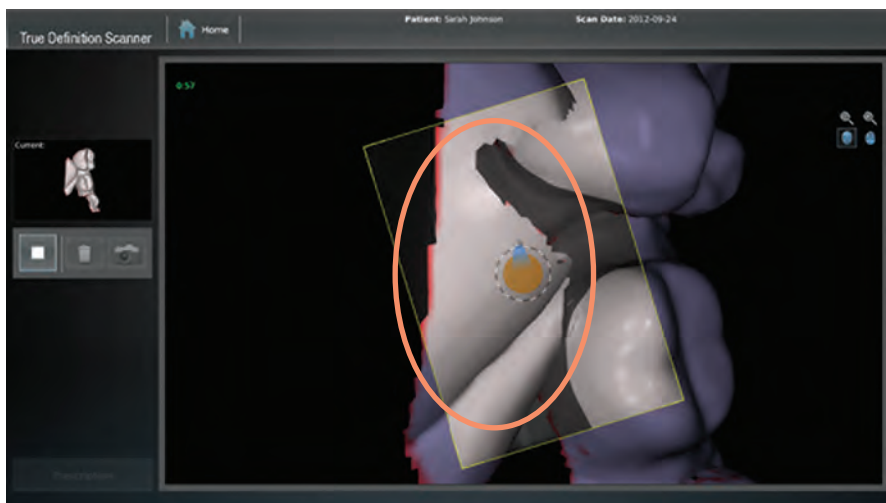 True Definition Scanner
Home
Patient: Sarah Johnson
Scan Date: 2012-09-24
0:57
Current: